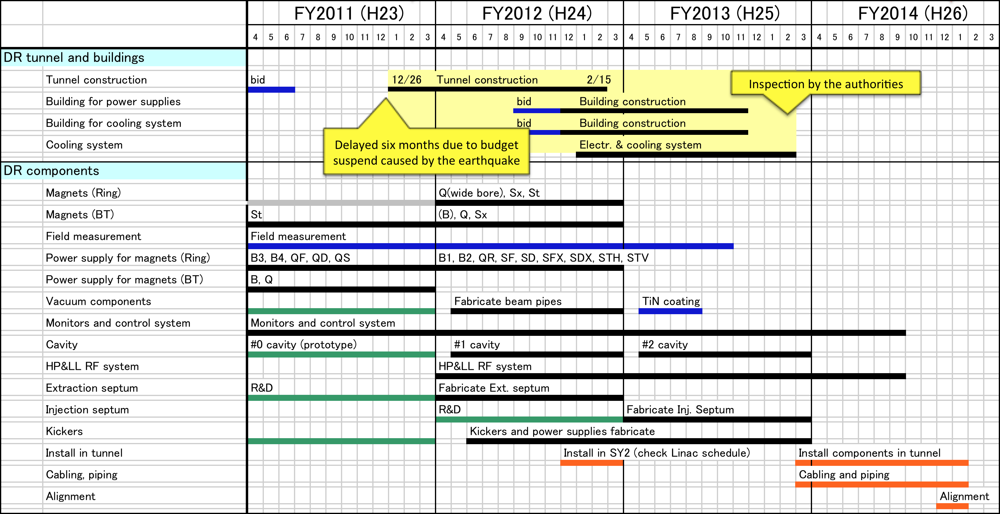 FY2011 (H23) FY2012 (H24) FY2013 (H25) FY2014 (H26)
4 5 6 7 8 9 10 11 12 1 2 3 4 5 6 7 8 9 10 11 12 1 2 3 4 5 6 7 8 9 10 11 12 1 2 3 4 5 6 7 8 9 10 11 12 1 2 3
DR tunnel and buildings
Tunnel construction bid 12/26 Tunnel construction 2/15
Inspection by the authorities
Building for power supplies bid Building construction
Building for cooling system bid Building construction
Cooling system Electr. & cooling system
Delayed six months due to budget
suspend caused by the earthquake
DR components
Magnets (Ring) Q(wide bore), Sx, St
Magnets (BT) St (B), Q, Sx
Field measurement Field measurement
Power supply for magnets (Ring) B3, B4, QF, QD, QS B1, B2, QR, SF, SD, SFX, SDX, STH, STV
Power supply for magnets (BT) B, Q
Vacuum components Fabricate beam pipes TiN coating
Monitors and control system Monitors and control system
Cavity #0 cavity (prototype) #1 cavity #2 cavity
HP&LL RF system HP&LL RF system
Extraction septum R&D Fabricate Ext. septum
Injection septum R&D Fabricate Inj. Septum
Kickers Kickers and power supplies fabricate
Install in tunnel Install in SY2 (check Linac schedule) Install components in tunnel
Cabling, piping Cabling and piping
Alignment Alignment